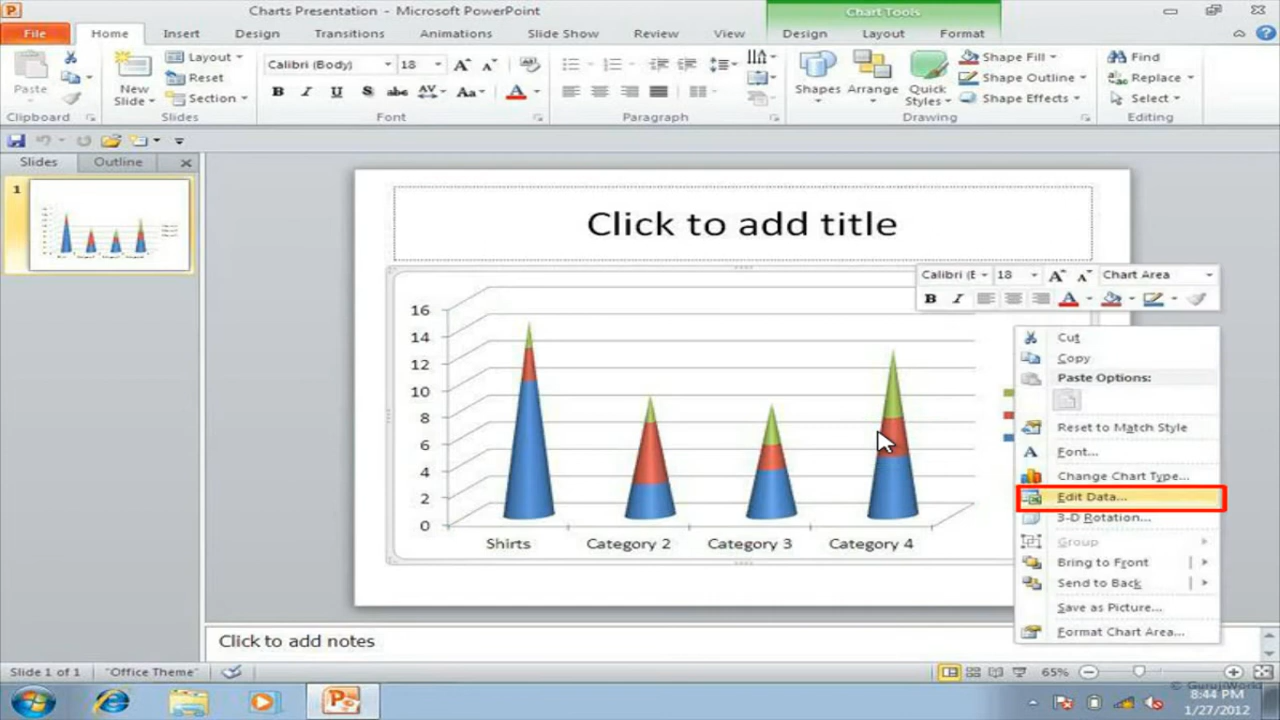 Charts Presentation - Microsoft PowerPoint
Chart Tools
File Home Insert Design Transitions Animations Slide Show Review View Design Layout Format
Paste
New Slide
Layout
Reset
Section
Calibri (Body) 18
B I U S abc AV Aa A
Shapes
Arrange
Quick Styles
Shape Fill
Shape Outline
Shape Effects
Find
Replace
Select
Clipboard Slides Font Paragraph Drawing Editing
Slides Outline
1
Click to add title
Calibri (E 18 A A Chart Area
B I A
16
14
12
10
8
6
4
2
0
Shirts Category 2 Category 3 Category 4
Cut
Copy
Paste Options:
Reset to Match Style
Font...
Change Chart Type...
Edit Data...
3-D Rotation...
Group
Bring to Front
Send to Back
Save as Picture...
Format Chart Area...
Click to add notes
Slide 1 of 1 "Office Theme" 65%
© GurujiWorld
8:44 PM
1/27/2012